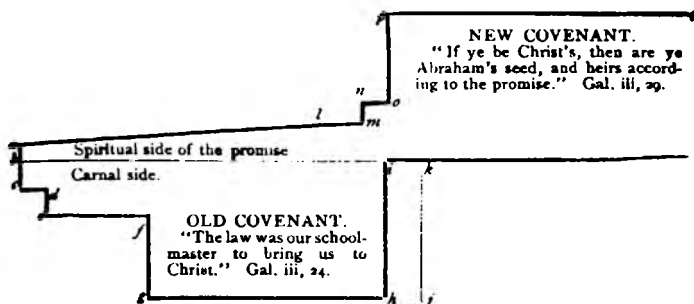 p
NEW COVENANT.
"If ye be Christ's, then are ye
Abraham's seed, and heirs accord-
ing to the promise." Gal. iii, 29.
n
o
l
m
Spiritual side of the promise
i
k
Carnal side.
d
f
OLD COVENANT.
"The law was our school-
master to bring us to
Christ." Gal. iii, 24.
g
h
j